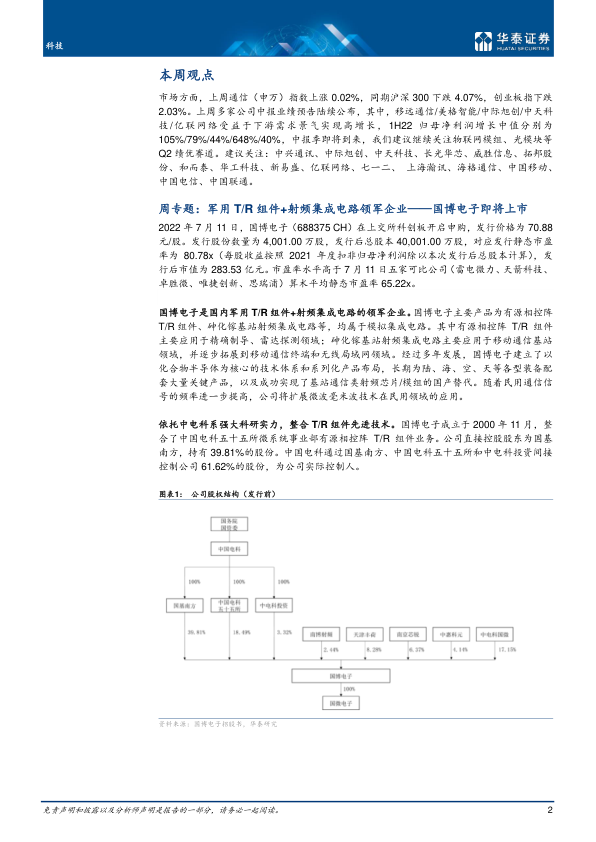 科技
华泰证券
HUATAI SECURITIES
本周观点
市场方面，上周通信（申万）指数上涨 0.02%，同期沪深 300 下跌 4.07%，创业板指下跌
2.03%。上周多家公司中报业绩预告陆续公布，其中，移远通信/美格智能/中际旭创/中天科
技/亿联网络受益于下游需求景气实现高增长，1H22 归母净利润增长中值分别为
105%/79%/44%/648%/40%，中报季即将到来，我们建议继续关注物联网模组、光模块等
Q2 绩优赛道。建议关注：中兴通讯、中际旭创、中天科技、长光华芯、威胜信息、拓邦股
份、和而泰、华工科技、新易盛、亿联网络、七一二、 上海瀚讯、海格通信、中国移动、
中国电信、中国联通。
周专题：军用 T/R 组件+射频集成电路领军企业——国博电子即将上市
2022 年 7 月 11 日，国博电子（688375 CH）在上交所科创板开启申购，发行价格为 70.88
元/股。发行股份数量为 4,001.00 万股，发行后总股本 40,001.00 万股，对应发行静态市盈
率为 80.78x（每股收益按照 2021 年度扣非归母净利润除以本次发行后总股本计算），发
行后市值为 283.53 亿元。市盈率水平高于 7 月 11 日五家可比公司（雷电微力、天箭科技、
卓胜微、唯捷创新、思瑞浦）算术平均静态市盈率 65.22x。
国博电子是国内军用 T/R 组件+射频集成电路的领军企业。国博电子主要产品为有源相控阵
T/R 组件、砷化镓基站射频集成电路等，均属于模拟集成电路。其中有源相控阵 T/R 组件
主要应用于精确制导、雷达探测领域；砷化镓基站射频集成电路主要应用于移动通信基站
领域，并逐步拓展到移动通信终端和无线局域网领域。经过多年发展，国博电子建立了以
化合物半导体为核心的技术体系和系列化产品布局，长期为陆、海、空、天等各型装备配
套大量关键产品，以及成功实现了基站通信类射频芯片/模组的国产替代。随着民用通信信
号的频率进一步提高，公司将扩展微波毫米波技术在民用领域的应用。
依托中电科系强大科研实力，整合 T/R 组件先进技术。国博电子成立于 2000 年 11 月，整
合了中国电科五十五所微系统事业部有源相控阵 T/R 组件业务。公司直接控股股东为国基
南方，持有 39.81%的股份。中国电科通过国基南方、中国电科五十五所和中电科投资间接
控制公司 61.62%的股份，为公司实际控制人。
图表1： 公司股权结构（发行前）
国务院
国资委
中国电科
100% 100% 100%
国基南方 中国电科
五十五所 中电科投资
39.81% 18.49% 3.32%
南博射频 天津丰荷 南京芯锐 中鑫科元 中电科国微
2.44% 8.28% 6.37% 4.14% 17.15%
国博电子
100%
国微电子
资料来源：国博电子招股书，华泰研究
免责声明和披露以及分析师声明是报告的一部分，请务必一起阅读。 2